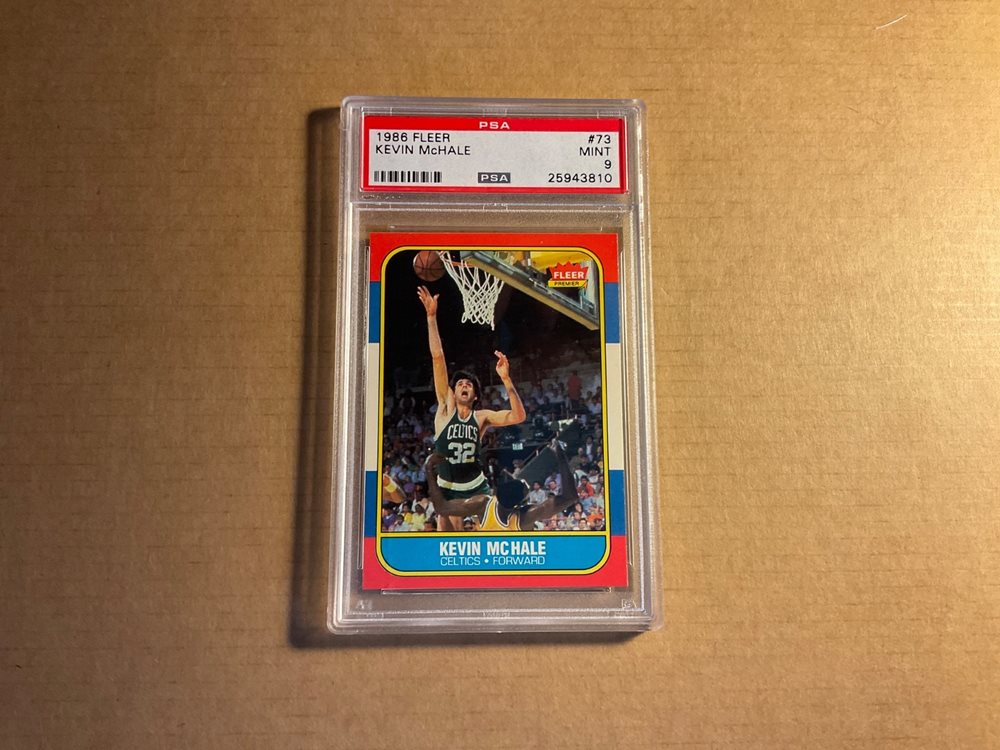 PSA
1986 FLEER #73
KEVIN McHALE MINT
9
PSA 25943810
FLEER
PREMIER
CELTICS
32
KEVIN MCHALE
CELTICS • FORWARD